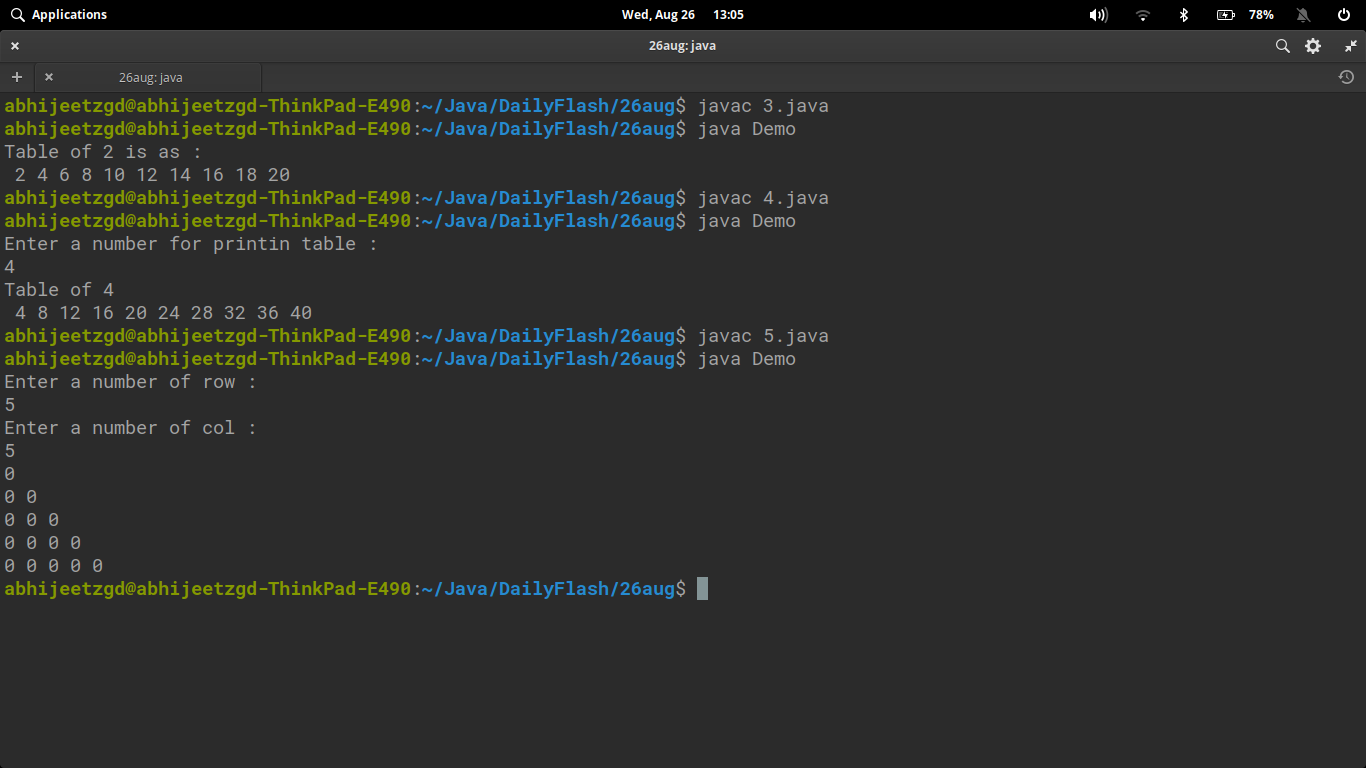 Applications
Wed, Aug 26 13:05
78%
26aug: java
26aug: java
abhijeetzgd@abhijeetzgd-ThinkPad-E490:~/Java/DailyFlash/26aug$ javac 3.java
abhijeetzgd@abhijeetzgd-ThinkPad-E490:~/Java/DailyFlash/26aug$ java Demo
Table of 2 is as :
 2 4 6 8 10 12 14 16 18 20
abhijeetzgd@abhijeetzgd-ThinkPad-E490:~/Java/DailyFlash/26aug$ javac 4.java
abhijeetzgd@abhijeetzgd-ThinkPad-E490:~/Java/DailyFlash/26aug$ java Demo
Enter a number for printin table :
4
Table of 4
 4 8 12 16 20 24 28 32 36 40
abhijeetzgd@abhijeetzgd-ThinkPad-E490:~/Java/DailyFlash/26aug$ javac 5.java
abhijeetzgd@abhijeetzgd-ThinkPad-E490:~/Java/DailyFlash/26aug$ java Demo
Enter a number of row :
5
Enter a number of col :
5
0
0 0
0 0 0
0 0 0 0
0 0 0 0 0
abhijeetzgd@abhijeetzgd-ThinkPad-E490:~/Java/DailyFlash/26aug$